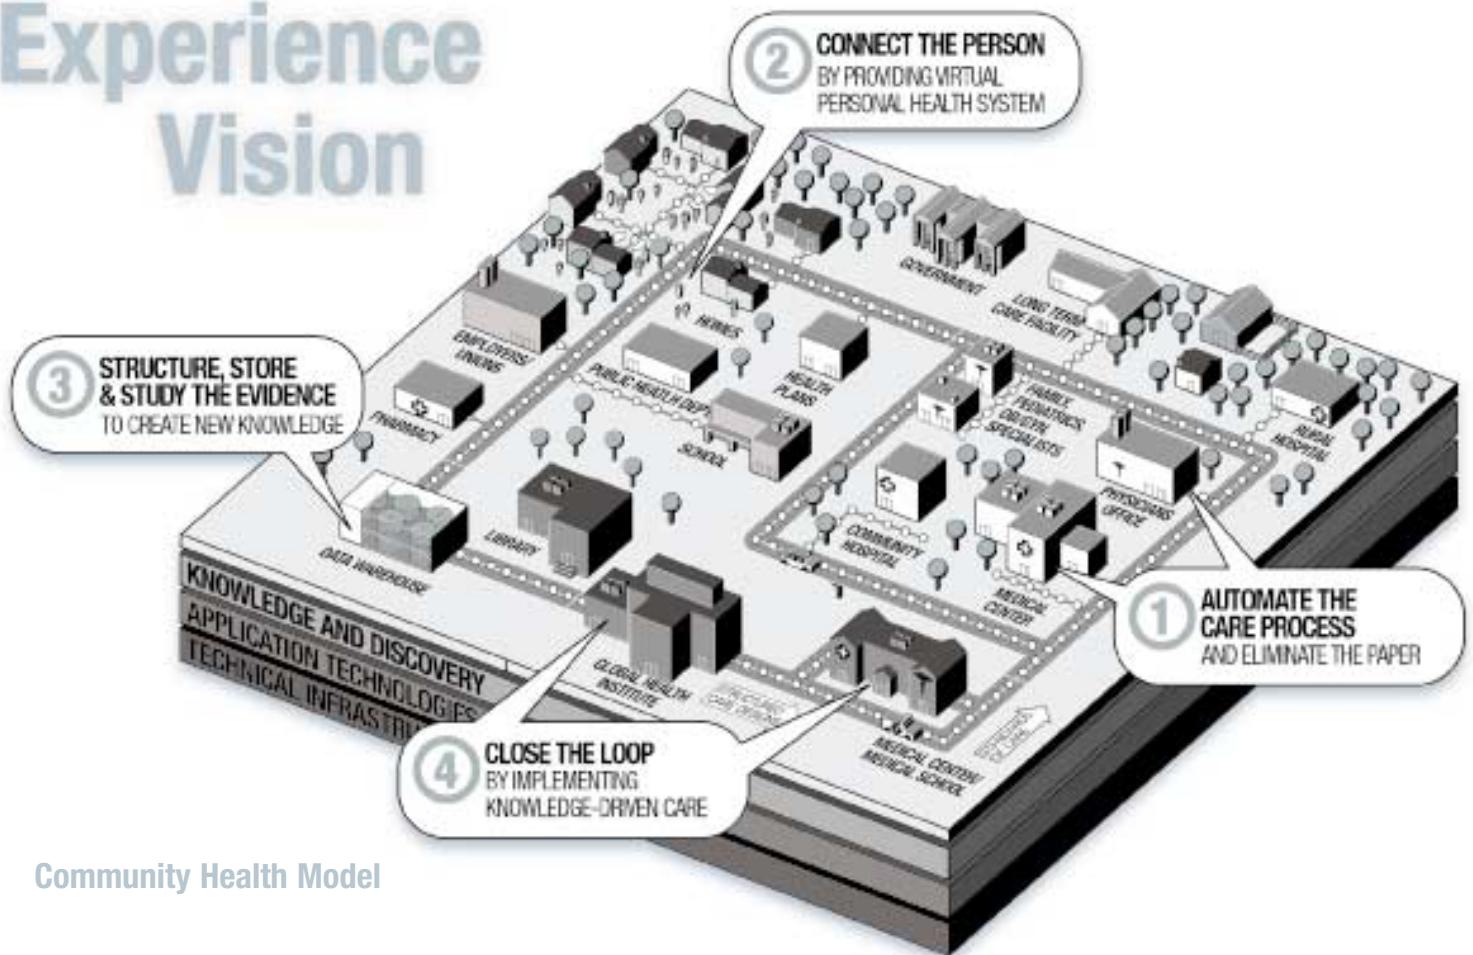 Experience
Vision
2
CONNECT THE PERSON
BY PROVIDING VIRTUAL
PERSONAL HEALTH SYSTEM
3
STRUCTURE, STORE
& STUDY THE EVIDENCE
TO CREATE NEW KNOWLEDGE
GOVERNMENT
LONG TERM
CARE FACILITY
HOMES
EMPLOYERS/
UNIONS
PUBLIC HEALTH DEPT
HEALTH
PLANS
PHARMACY
SCHOOL
FAMILY,
PEDIATRICS,
OB/GYN,
SPECIALISTS
RURAL
HOSPITAL
PHYSICIANS
OFFICE
LIBRARY
DATA WAREHOUSE
COMMUNITY
HOSPITAL
MEDICAL
CENTER
1
AUTOMATE THE
CARE PROCESS
AND ELIMINATE THE PAPER
GLOBAL HEALTH
INSTITUTE
MEDICAL CENTER/
MEDICAL SCHOOL
KNOWLEDGE AND DISCOVERY
APPLICATION TECHNOLOGIES
TECHNICAL
4
CLOSE THE LOOP
BY IMPLEMENTING
KNOWLEDGE-DRIVEN CARE
Community Health Model